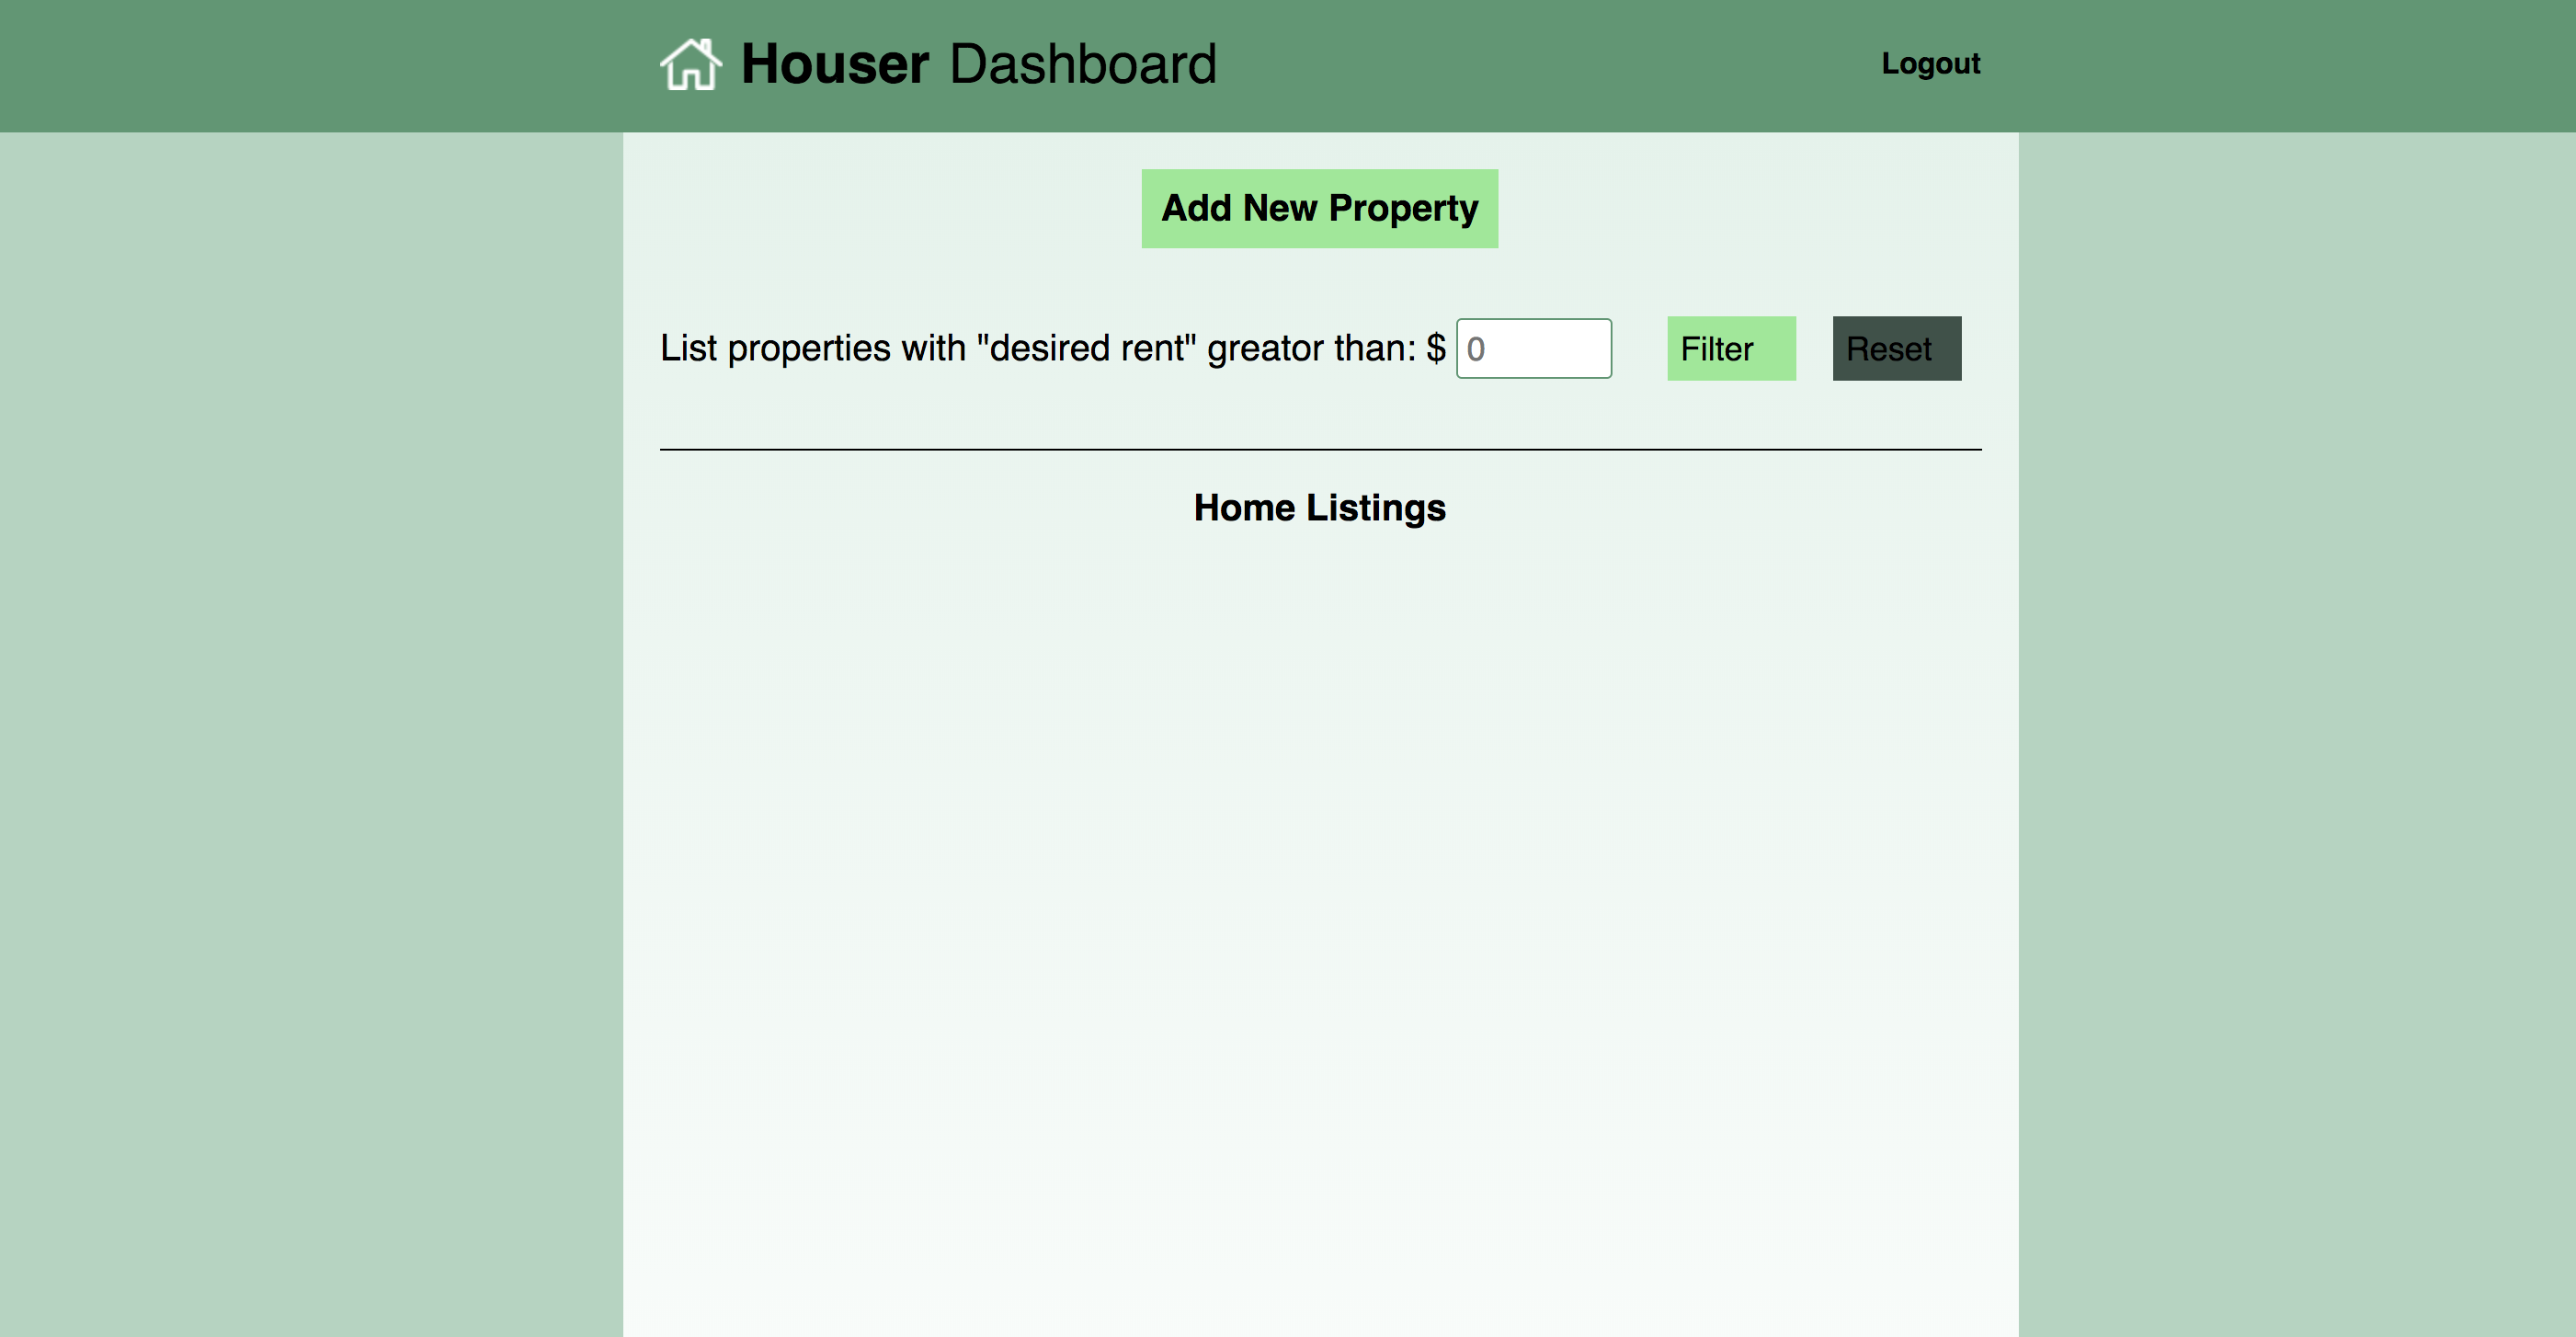 Houser Dashboard
Logout
Add New Property
List properties with "desired rent" greator than: $ 0
Filter
Reset
Home Listings